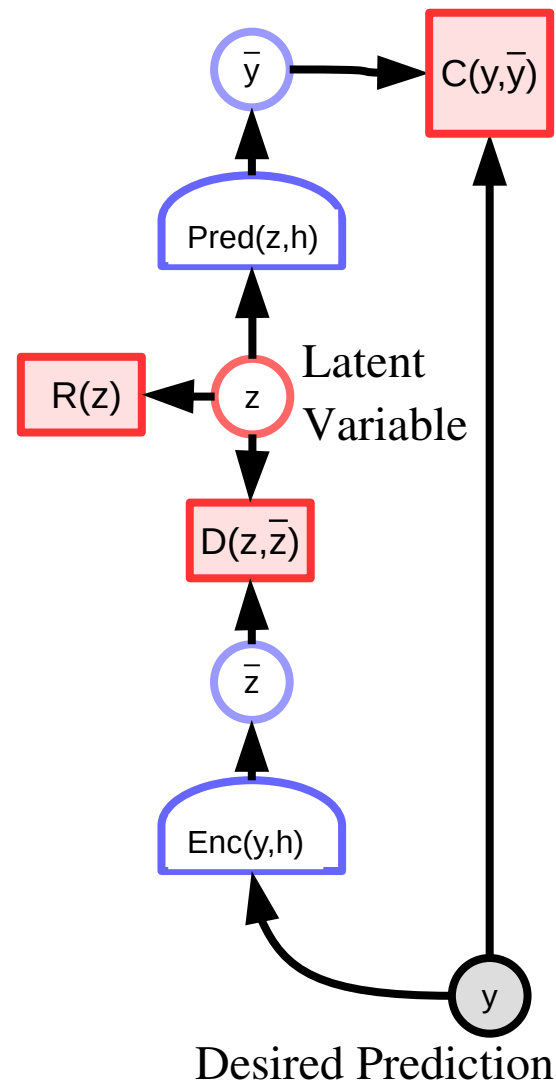 ȳ
C(y,ȳ)
Pred(z,h)
Latent
Variable
R(z)
z
D(z,z̄)
z̄
Enc(y,h)
y
Desired Prediction